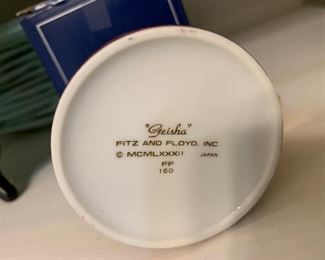 "Geisha"
FITZ AND FLOYD, INC.
© MCMLXXXII JAPAN
FF
160